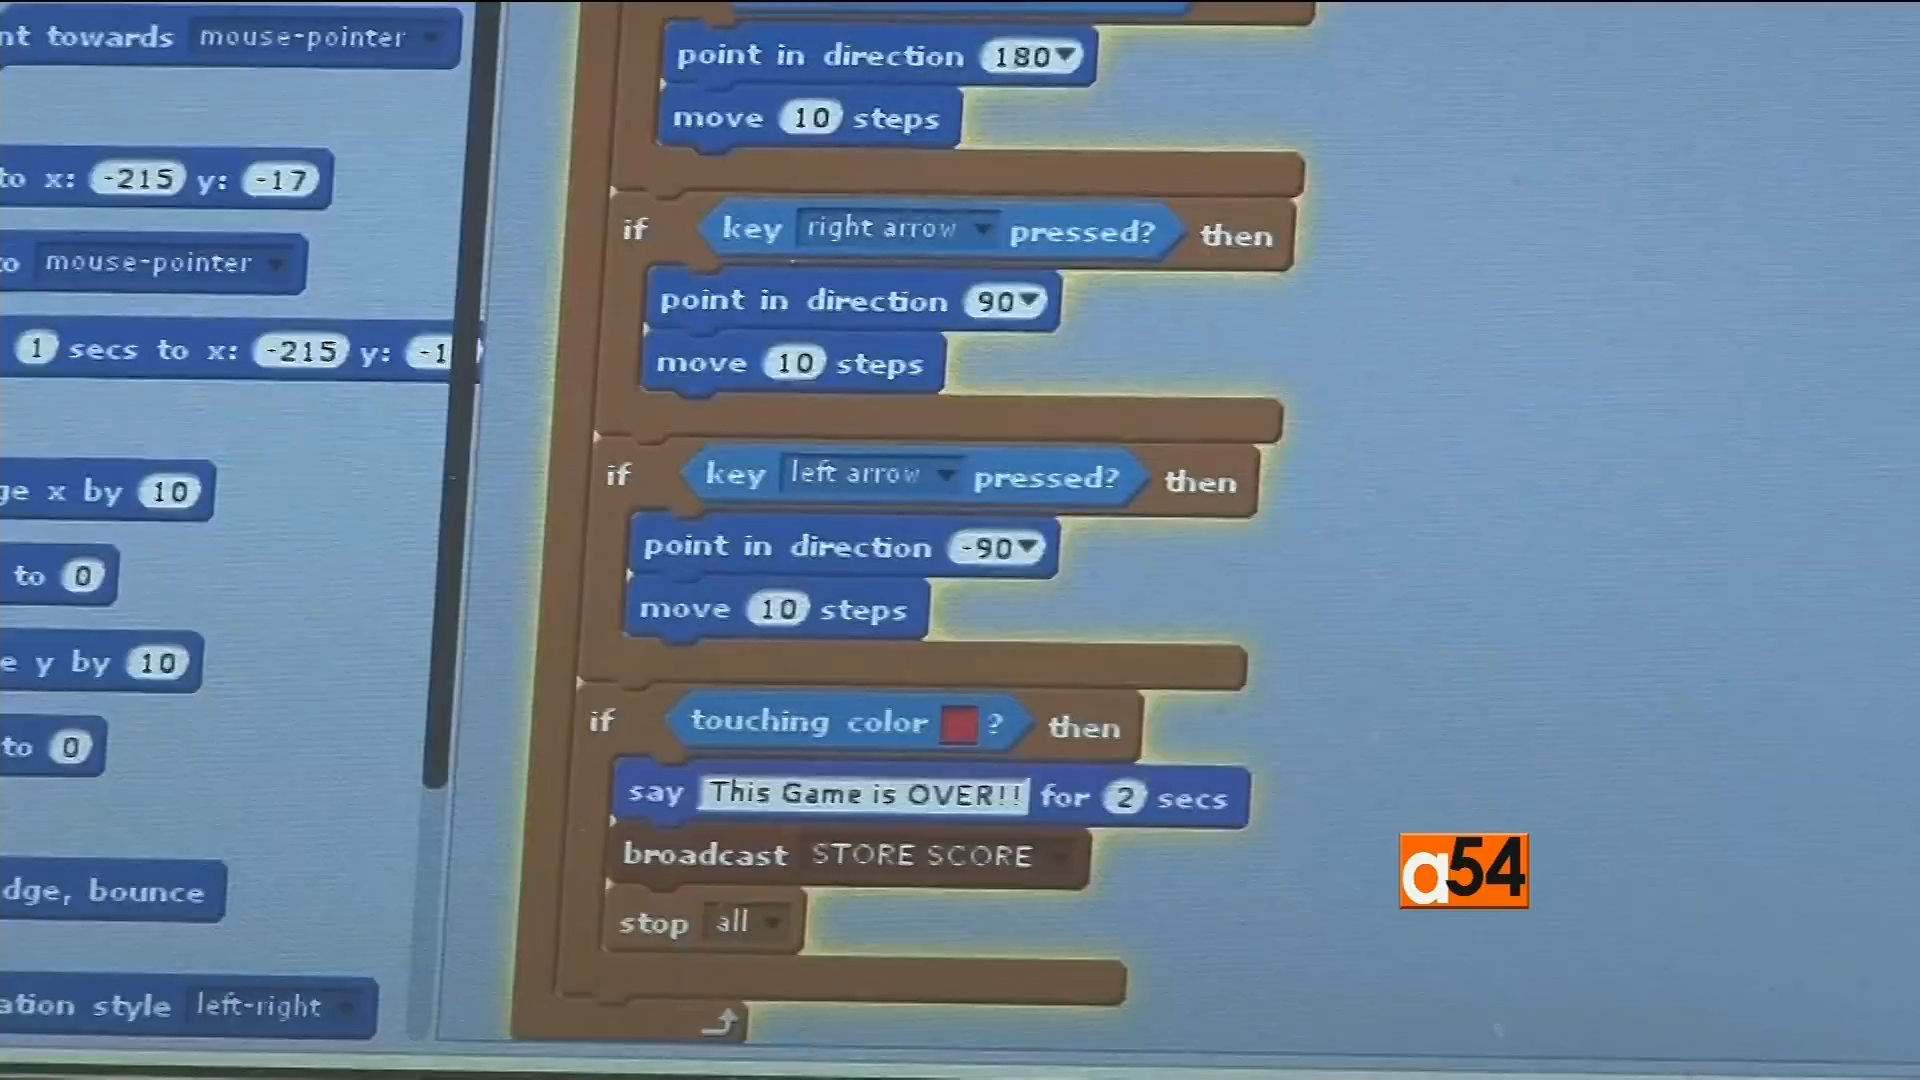 nt towards mouse-pointer
to x: -215 y: -17
to mouse-pointer
1 secs to x: -215 y: -1
ge x by 10
to 0
e y by 10
to 0
dge, bounce
ation style left-right
point in direction 180
move 10 steps
if key right arrow pressed? then
point in direction 90
move 10 steps
if key left arrow pressed? then
point in direction -90
move 10 steps
if touching color ? then
say This Game is OVER!! for 2 secs
broadcast STORE SCORE
stop all
a54